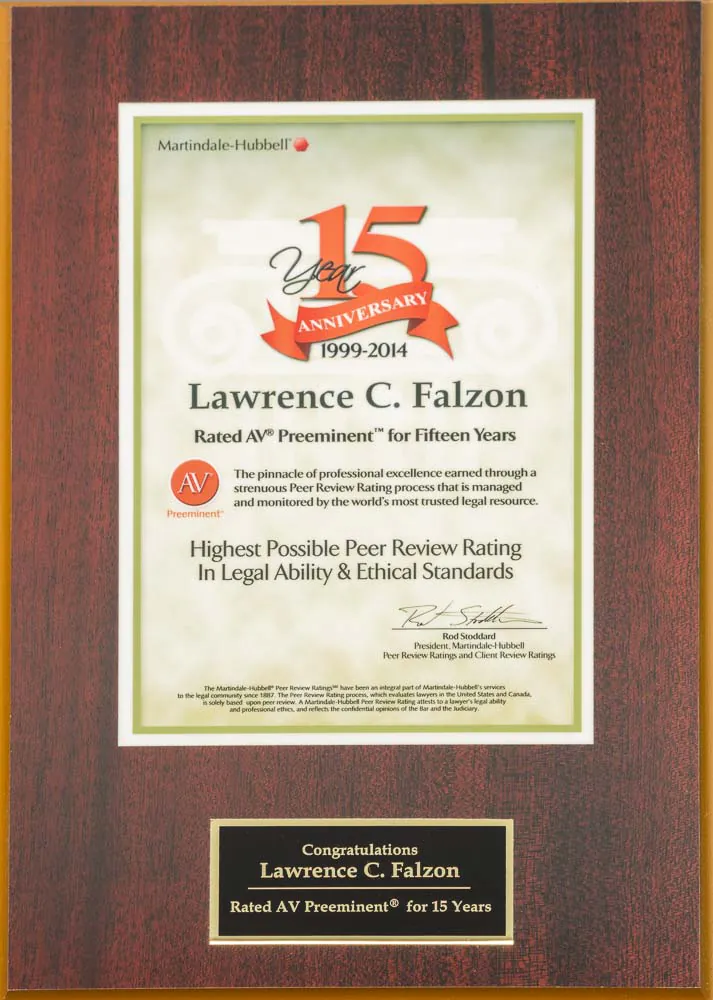 Martindale-Hubbell®
15
Year
ANNIVERSARY
1999-2014
Lawrence C. Falzon
Rated AV® Preeminent™ for Fifteen Years
AV®
Preeminent®
The pinnacle of professional excellence earned through a
strenuous Peer Review Rating process that is managed
and monitored by the world's most trusted legal resource.
Highest Possible Peer Review Rating
In Legal Ability & Ethical Standards
Rod Stoddard
President, Martindale-Hubbell
Peer Review Ratings and Client Review Ratings
The Martindale-Hubbell® Peer Review Ratings℠ have been an integral part of Martindale-Hubbell's services
to the legal community since 1887. The Peer Review Rating process, which evaluates lawyers in the United States and Canada,
is solely based upon peer review. A Martindale-Hubbell Peer Review Rating attests to a lawyer's legal ability
and professional ethics, and reflects the confidential opinions of the Bar and the Judiciary.
Congratulations
Lawrence C. Falzon
Rated AV Preeminent® for 15 Years